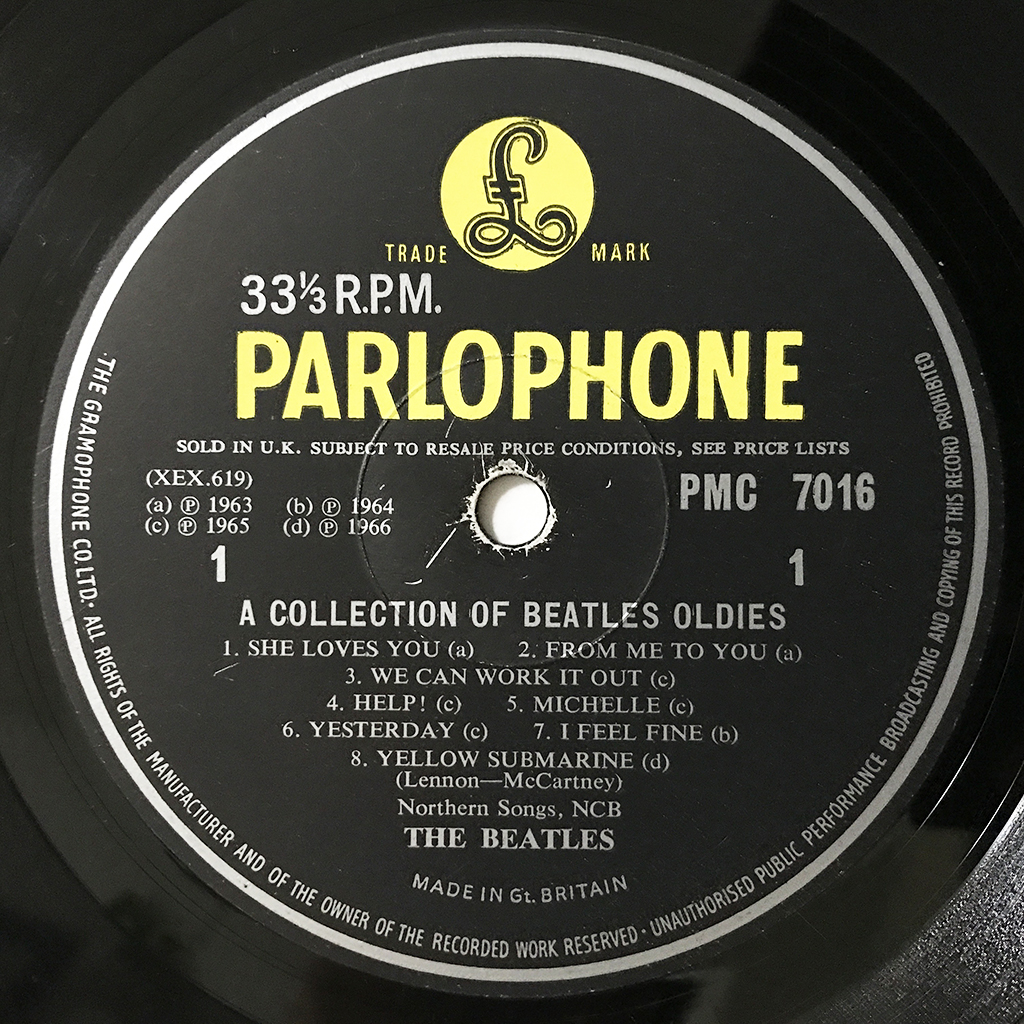 £
TRADE MARK
33⅓ R.P.M.
PARLOPHONE
SOLD IN U.K. SUBJECT TO RESALE PRICE CONDITIONS, SEE PRICE LISTS
(XEX.619)
(a) ℗ 1963 (b) ℗ 1964
(c) ℗ 1965 (d) ℗ 1966
PMC 7016
1 1
A COLLECTION OF BEATLES OLDIES
1. SHE LOVES YOU (a) 2. FROM ME TO YOU (a)
3. WE CAN WORK IT OUT (c)
4. HELP! (c) 5. MICHELLE (c)
6. YESTERDAY (c) 7. I FEEL FINE (b)
8. YELLOW SUBMARINE (d)
(Lennon—McCartney)
Northern Songs, NCB
THE BEATLES
MADE IN Gt. BRITAIN
THE GRAMOPHONE CO. LTD. · ALL RIGHTS OF THE MANUFACTURER AND OF THE OWNER OF THE RECORDED WORK RESERVED · UNAUTHORISED PUBLIC PERFORMANCE BROADCASTING AND COPYING OF THIS RECORD PROHIBITED